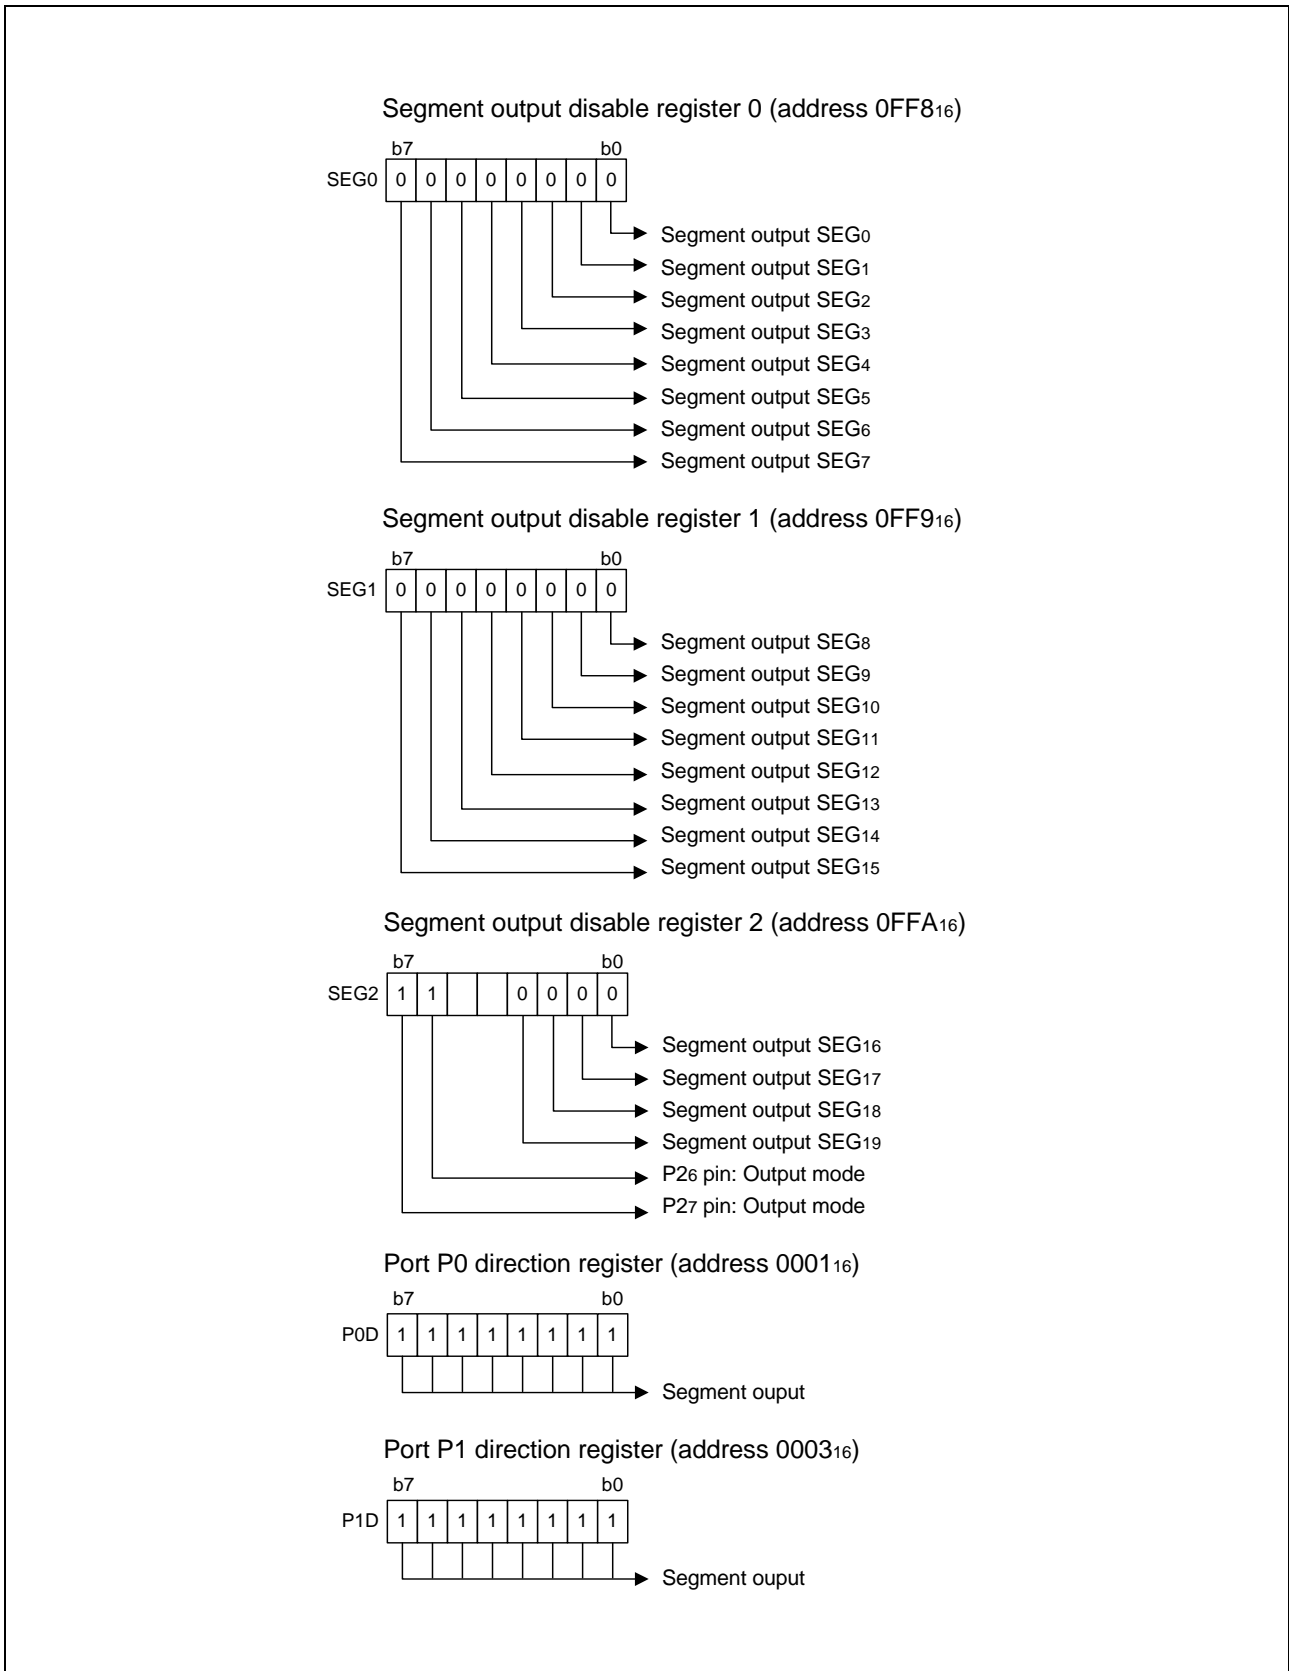 Segment output disable register 0 (address 0FF816)
b7 b0
SEG0 0 0 0 0 0 0 0 0
Segment output SEG0
Segment output SEG1
Segment output SEG2
Segment output SEG3
Segment output SEG4
Segment output SEG5
Segment output SEG6
Segment output SEG7
Segment output disable register 1 (address 0FF916)
b7 b0
SEG1 0 0 0 0 0 0 0 0
Segment output SEG8
Segment output SEG9
Segment output SEG10
Segment output SEG11
Segment output SEG12
Segment output SEG13
Segment output SEG14
Segment output SEG15
Segment output disable register 2 (address 0FFA16)
b7 b0
SEG2 1 1 0 0 0 0
Segment output SEG16
Segment output SEG17
Segment output SEG18
Segment output SEG19
P26 pin: Output mode
P27 pin: Output mode
Port P0 direction register (address 000116)
b7 b0
P0D 1 1 1 1 1 1 1 1
Segment ouput
Port P1 direction register (address 000316)
b7 b0
P1D 1 1 1 1 1 1 1 1
Segment ouput